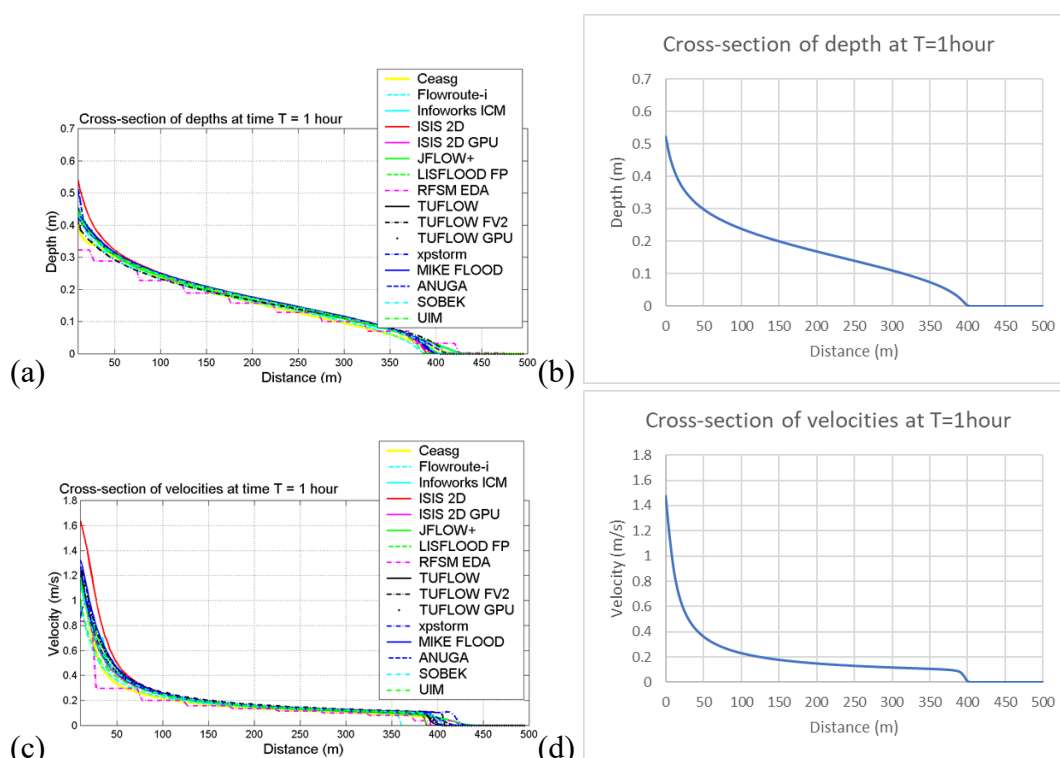 Cross-section of depths at time T = 1 hour
0.7
0.6
0.5
0.4
0.3
0.2
0.1
0
Depth (m)
50 100 150 200 250 300 350 400 450 500
Distance (m)
Ceasg
Flowroute-i
Infoworks ICM
ISIS 2D
ISIS 2D GPU
JFLOW+
LISFLOOD FP
RFSM EDA
TUFLOW
TUFLOW FV2
TUFLOW GPU
xpstorm
MIKE FLOOD
ANUGA
SOBEK
UIM
(a)
Cross-section of depth at T=1hour
0.7
0.6
0.5
0.4
0.3
0.2
0.1
0
Depth (m)
0 50 100 150 200 250 300 350 400 450 500
Distance (m)
(b)
Cross-section of velocities at time T = 1 hour
1.8
1.6
1.4
1.2
1
0.8
0.6
0.4
0.2
0
Velocity (m/s)
50 100 150 200 250 300 350 400 450 500
Distance (m)
Ceasg
Flowroute-i
Infoworks ICM
ISIS 2D
ISIS 2D GPU
JFLOW+
LISFLOOD FP
RFSM EDA
TUFLOW
TUFLOW FV2
TUFLOW GPU
xpstorm
MIKE FLOOD
ANUGA
SOBEK
UIM
(c)
Cross-section of velocities at T=1hour
1.8
1.6
1.4
1.2
1
0.8
0.6
0.4
0.2
0
Velocity (m/s)
0 50 100 150 200 250 300 350 400 450 500
Distance (m)
(d)